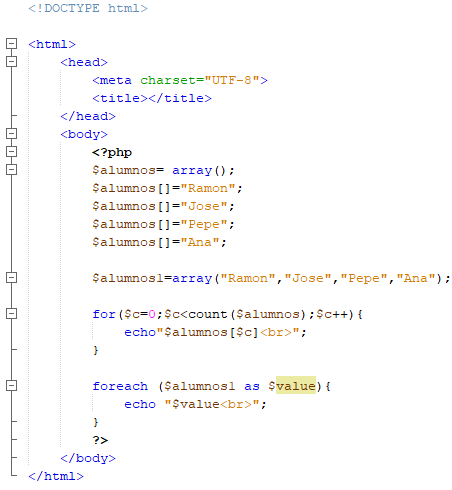 <!DOCTYPE html>
<html>
<head>
<meta charset="UTF-8">
<title></title>
</head>
<body>
<?php
$alumnos= array();
$alumnos[]="Ramon";
$alumnos[]="Jose";
$alumnos[]="Pepe";
$alumnos[]="Ana";
$alumnos1=array("Ramon","Jose","Pepe","Ana");
for($c=0;$c<count($alumnos);$c++){
echo"$alumnos[$c]<br>";
}
foreach ($alumnos1 as $value){
echo "$value<br>";
}
?>
</body>
</html>